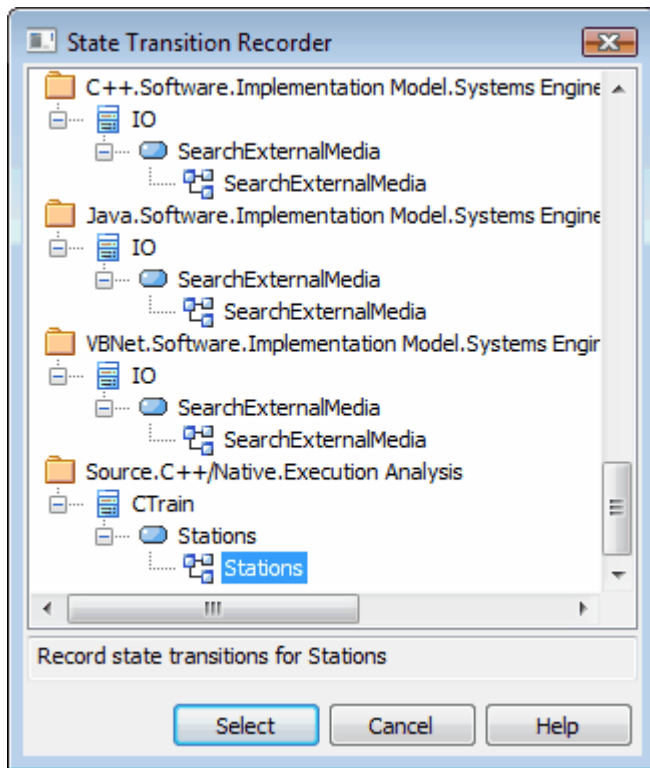 State Transition Recorder
C++.Software.Implementation Model.Systems Engine
IO
SearchExternalMedia
SearchExternalMedia
Java.Software.Implementation Model.Systems Engine
IO
SearchExternalMedia
SearchExternalMedia
VBNet.Software.Implementation Model.Systems Engir
IO
SearchExternalMedia
SearchExternalMedia
Source.C++/Native.Execution Analysis
CTrain
Stations
Stations
Record state transitions for Stations
Select Cancel Help